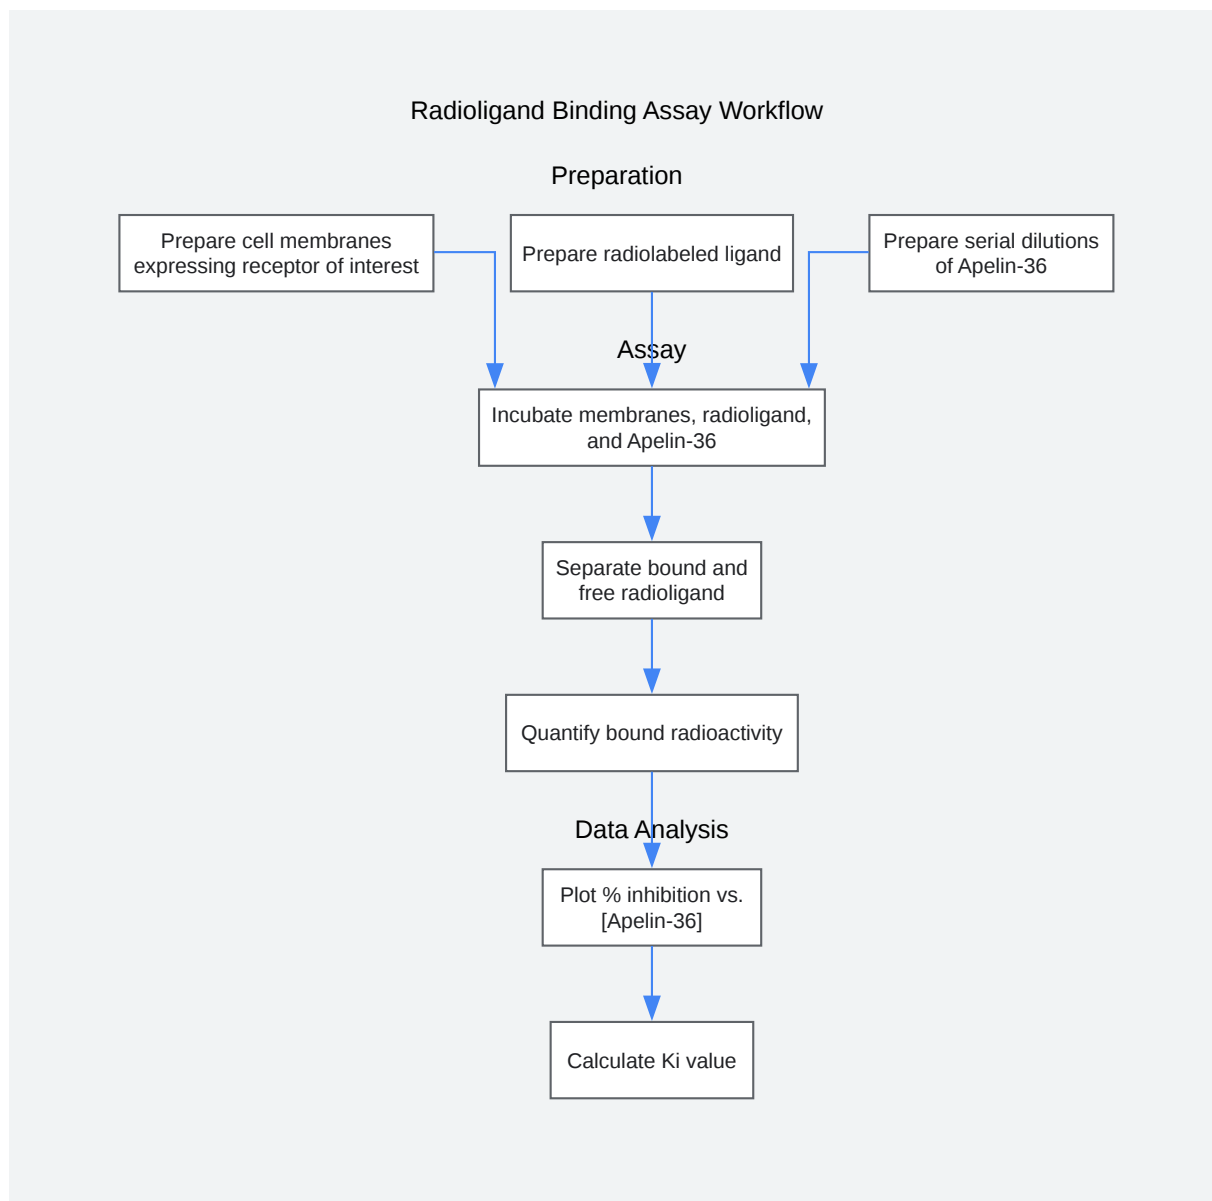 Radioligand Binding Assay Workflow
Preparation
Prepare cell membranes
expressing receptor of interest
Prepare radiolabeled ligand
Prepare serial dilutions
of Apelin-36
Assay
Incubate membranes, radioligand,
and Apelin-36
Separate bound and
free radioligand
Quantify bound radioactivity
Data Analysis
Plot % inhibition vs.
[Apelin-36]
Calculate Ki value